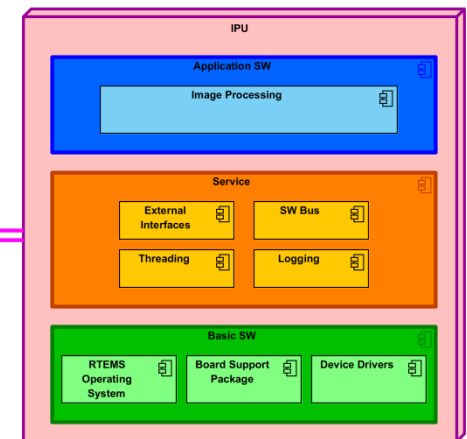 IPU
Application SW
Image Processing
Service
External
Interfaces
SW Bus
Threading
Logging
Basic SW
RTEMS
Operating
System
Board Support
Package
Device Drivers